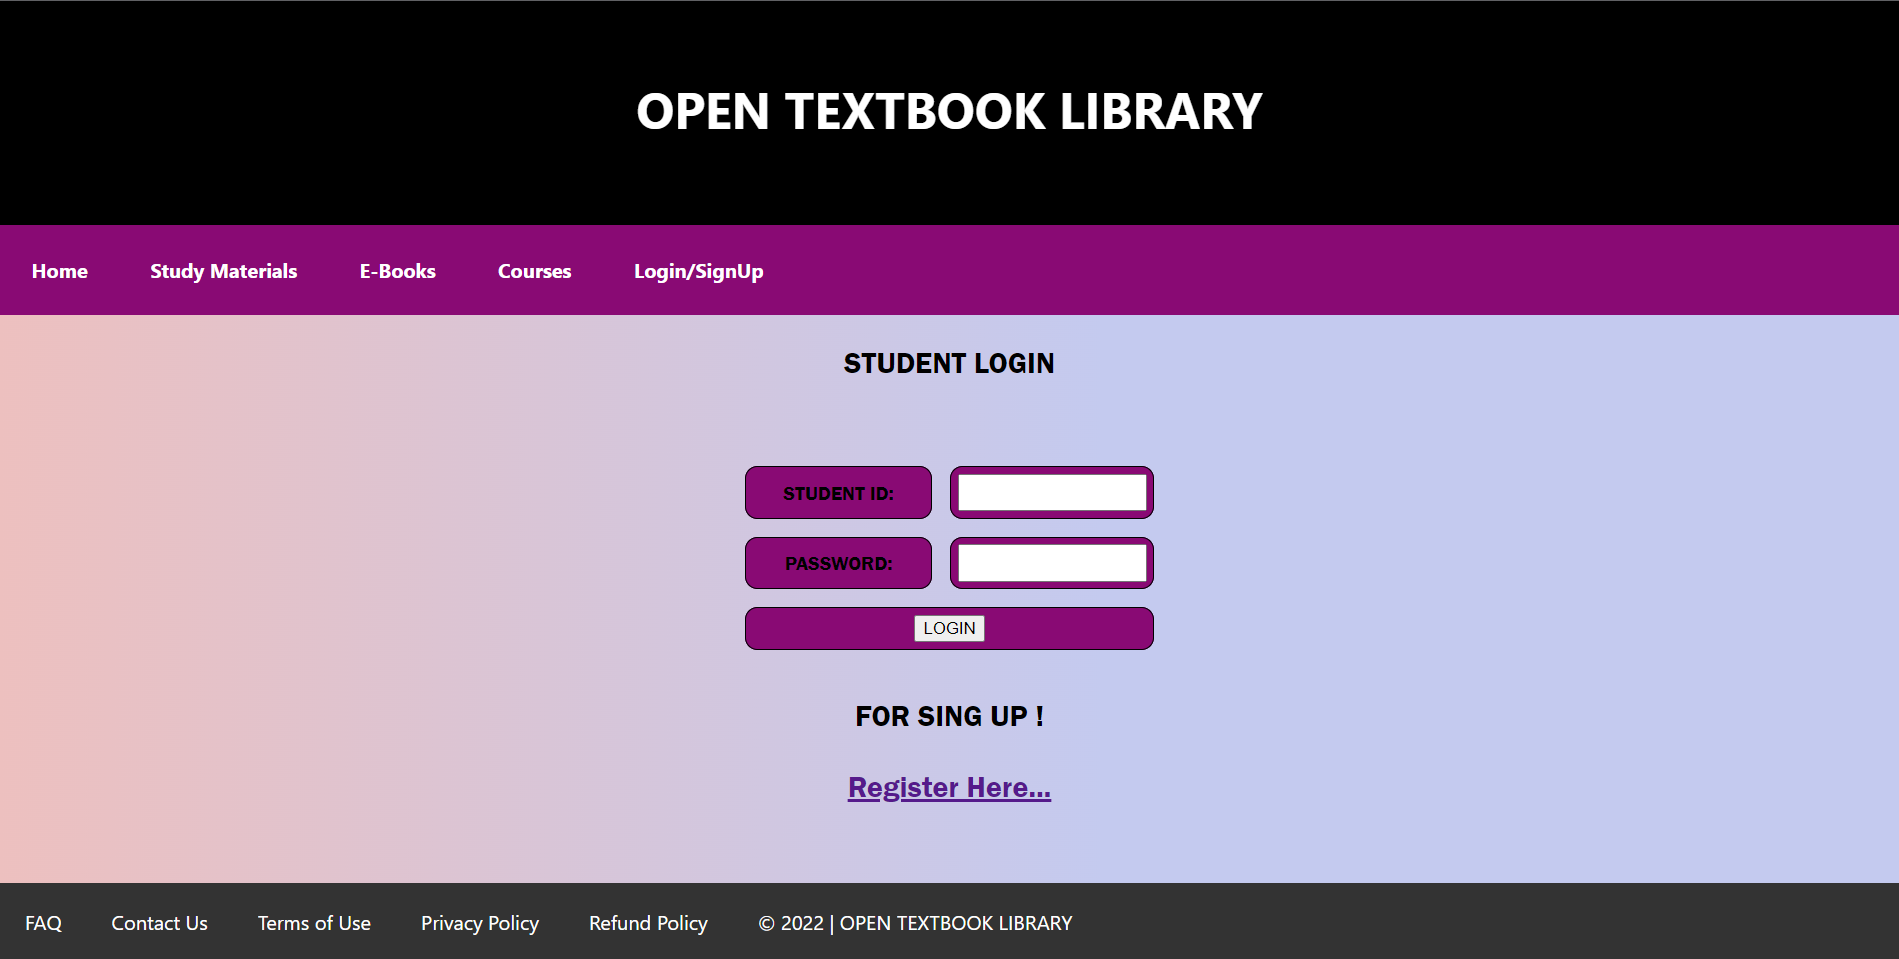 OPEN TEXTBOOK LIBRARY
Home Study Materials E-Books Courses Login/SignUp
STUDENT LOGIN
STUDENT ID:
PASSWORD:
LOGIN
FOR SING UP !
Register Here...
FAQ Contact Us Terms of Use Privacy Policy Refund Policy © 2022 | OPEN TEXTBOOK LIBRARY